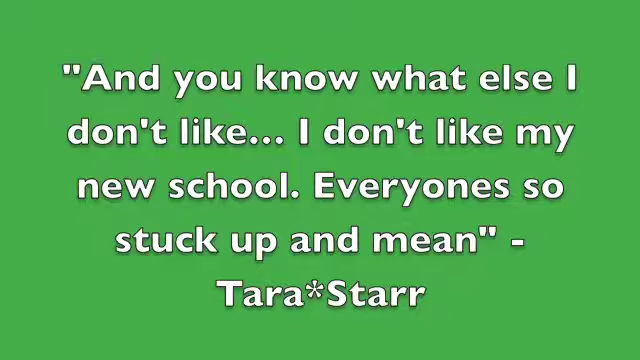 "And you know what else I
don't like... I don't like my
new school. Everyones so
stuck up and mean" -
Tara*Starr